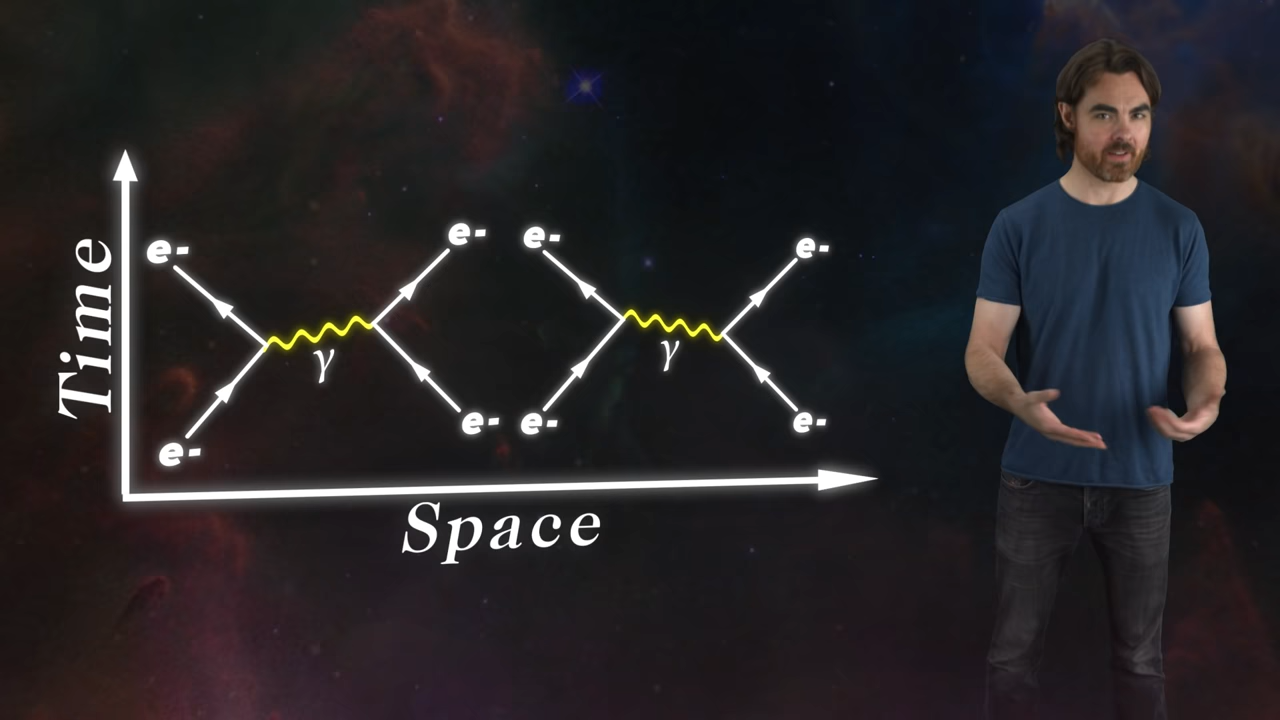 Time
e- e- e- e-
γ γ
e- e- e- e-
Space